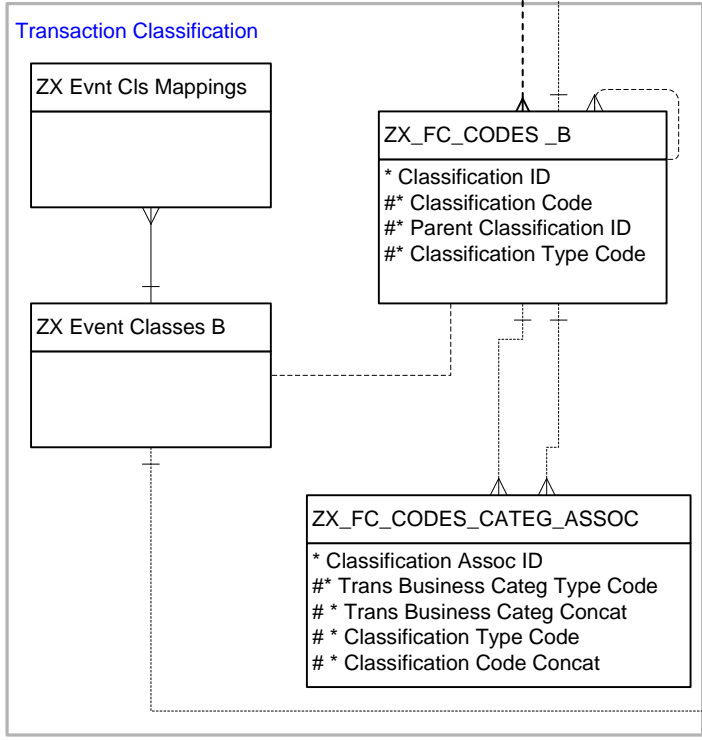 Transaction Classification
ZX Evnt Cls Mappings
ZX_FC_CODES _B
* Classification ID
#* Classification Code
#* Parent Classification ID
#* Classification Type Code
ZX Event Classes B
ZX_FC_CODES_CATEG_ASSOC
* Classification Assoc ID
#* Trans Business Categ Type Code
# * Trans Business Categ Concat
# * Classification Type Code
# * Classification Code Concat